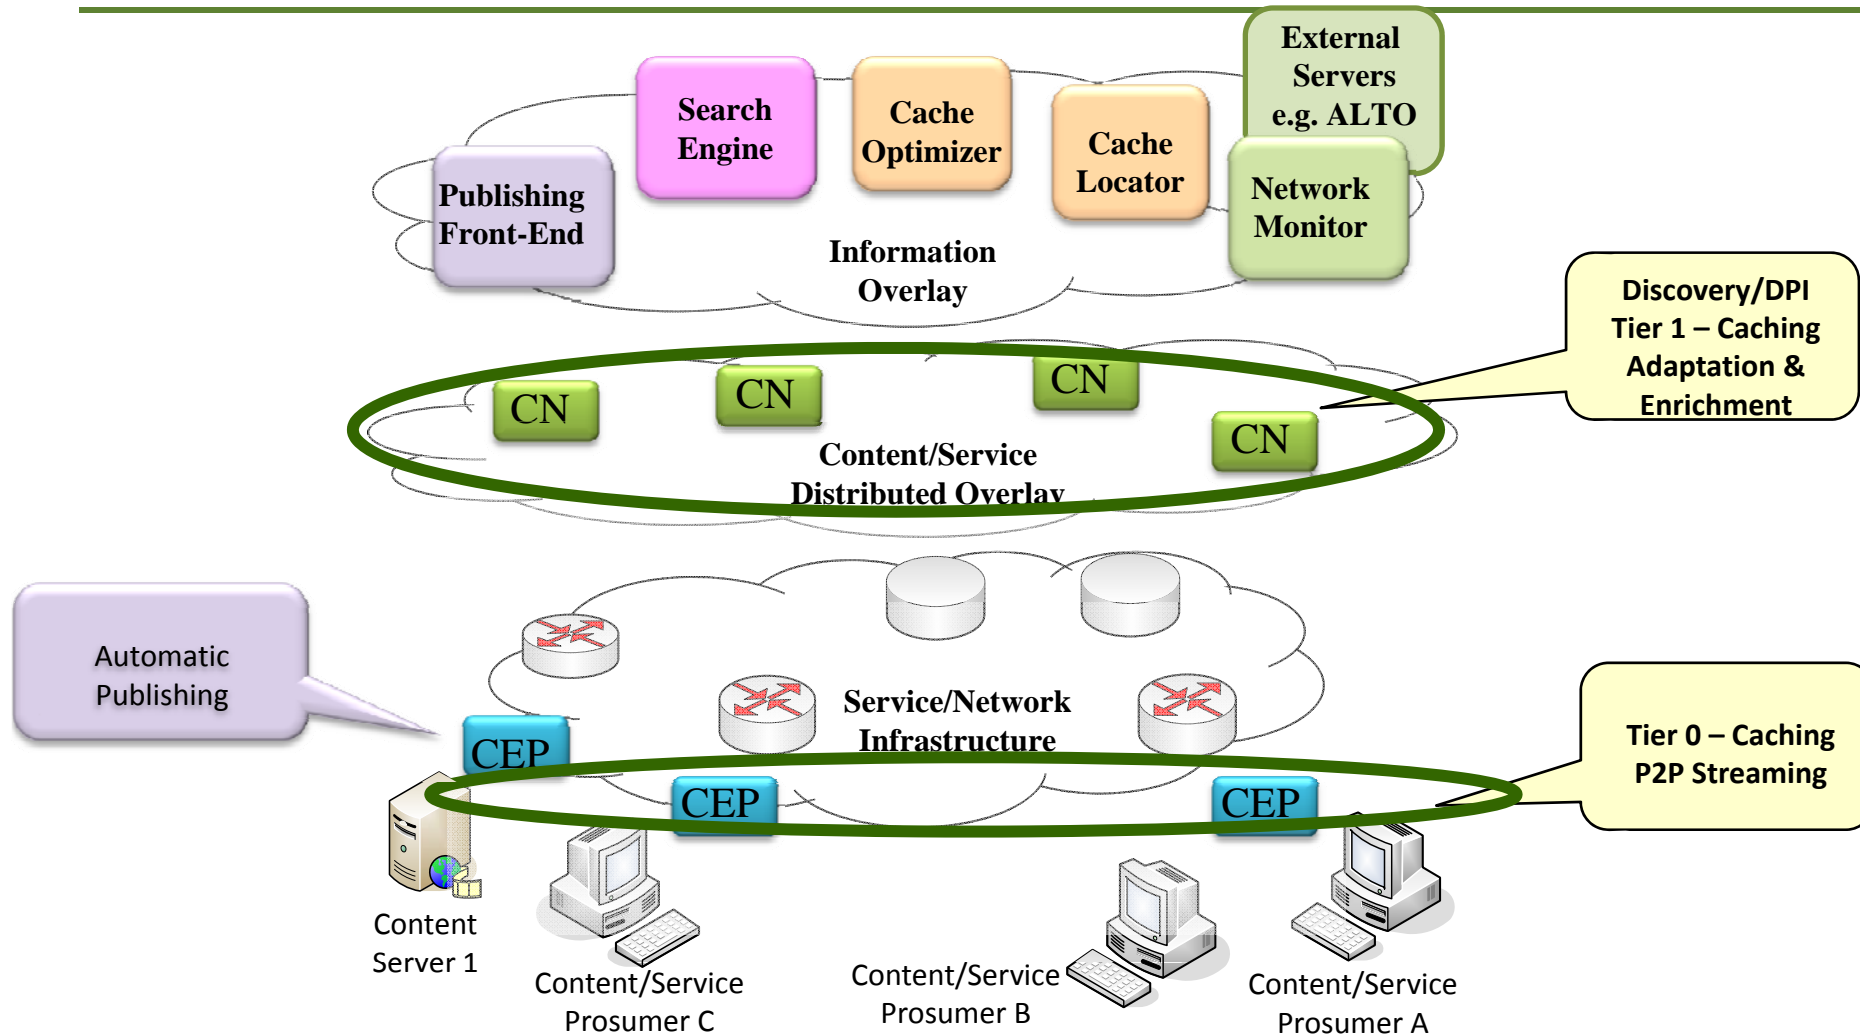 External
Servers
e.g. ALTO
Search
Engine
Cache
Optimizer
Cache
Locator
Publishing
Front-End
Network
Monitor
Information
Overlay
Discovery/DPI
Tier 1 – Caching
Adaptation &
Enrichment
CN
CN
CN
CN
Content/Service
Distributed Overlay
Automatic
Publishing
Service/Network
Infrastructure
Tier 0 – Caching
P2P Streaming
CEP
CEP
CEP
Content
Server 1
Content/Service
Prosumer C
Content/Service
Prosumer B
Content/Service
Prosumer A